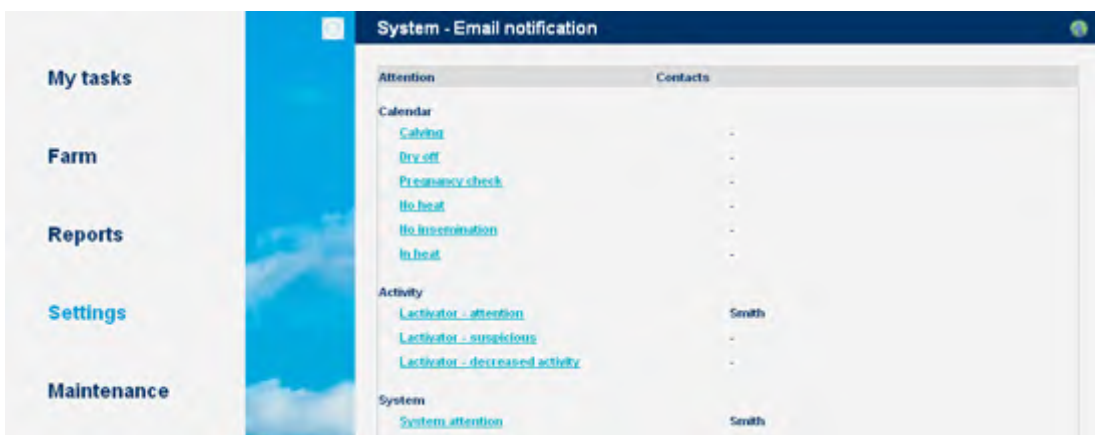 System - Email notification
My tasks
Farm
Reports
Settings
Maintenance
Attention Contacts
Calendar
Calving -
Dry off -
Pregnancy check -
No heat -
No insemination -
In heat -
Activity
Lactivator - attention Smith
Lactivator - suspicious -
Lactivator - decreased activity -
System
System attention Smith